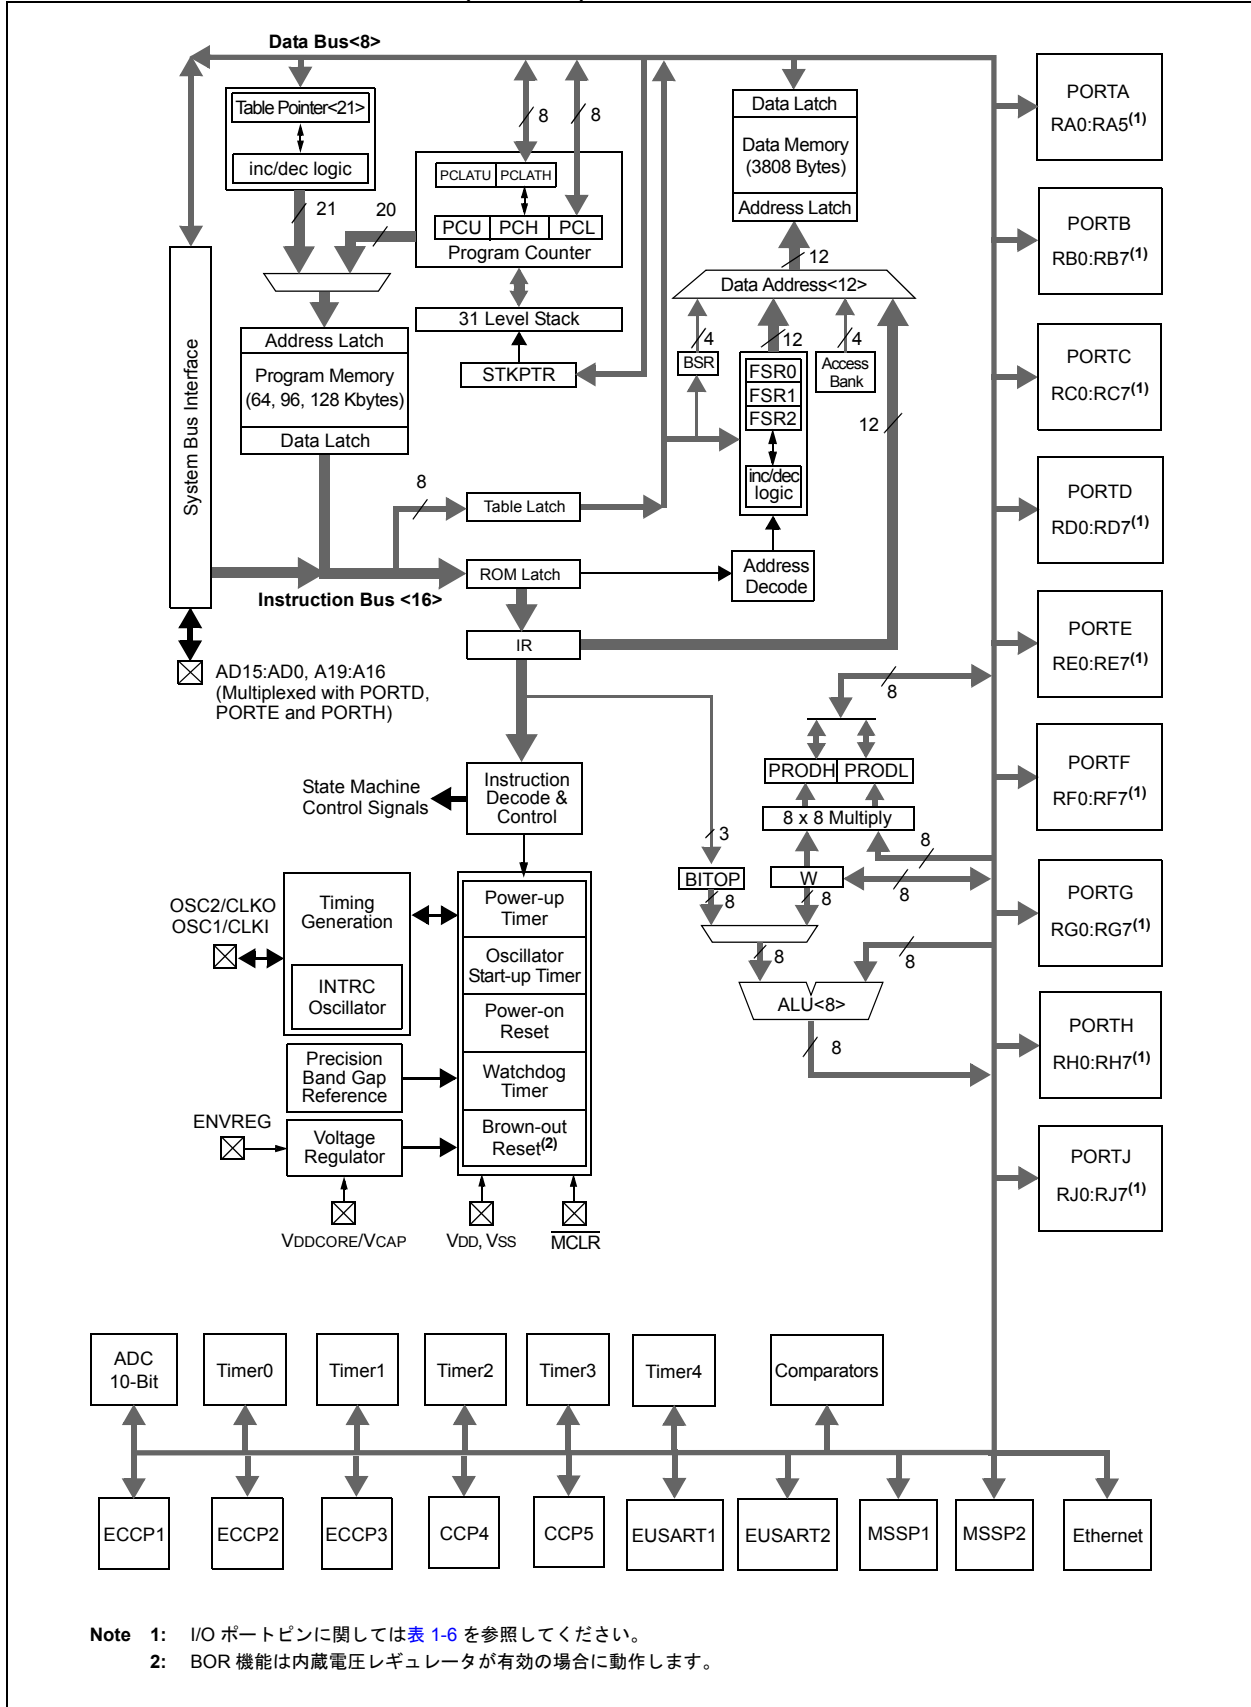 Data Bus<8>
Table Pointer<21>
inc/dec logic
21
20
8
8
PCLATU
PCLATH
PCU
PCH
PCL
Program Counter
31 Level Stack
STKPTR
Data Latch
Data Memory
(3808 Bytes)
Address Latch
12
Data Address<12>
4
12
4
BSR
FSR0
FSR1
FSR2
inc/dec
logic
Access
Bank
12
System Bus Interface
Address Latch
Program Memory
(64, 96, 128 Kbytes)
Data Latch
8
Table Latch
ROM Latch
Address
Decode
Instruction Bus <16>
IR
AD15:AD0, A19:A16
(Multiplexed with PORTD,
PORTE and PORTH)
State Machine
Control Signals
Instruction
Decode &
Control
8
PRODH
PRODL
8 x 8 Multiply
3
8
BITOP
W
8
8
8
8
8
ALU<8>
8
OSC2/CLKO
OSC1/CLKI
Timing
Generation
INTRC
Oscillator
Power-up
Timer
Oscillator
Start-up Timer
Power-on
Reset
Watchdog
Timer
Brown-out
Reset(2)
Precision
Band Gap
Reference
ENVREG
Voltage
Regulator
VDDCORE/VCAP
VDD, VSS
MCLR
PORTA
RA0:RA5(1)
PORTB
RB0:RB7(1)
PORTC
RC0:RC7(1)
PORTD
RD0:RD7(1)
PORTE
RE0:RE7(1)
PORTF
RF0:RF7(1)
PORTG
RG0:RG7(1)
PORTH
RH0:RH7(1)
PORTJ
RJ0:RJ7(1)
ADC
10-Bit
Timer0
Timer1
Timer2
Timer3
Timer4
Comparators
ECCP1
ECCP2
ECCP3
CCP4
CCP5
EUSART1
EUSART2
MSSP1
MSSP2
Ethernet
Note 1: I/O ポートピンに関しては表 1-6 を参照してください。
2: BOR 機能は内蔵電圧レギュレータが有効の場合に動作します。